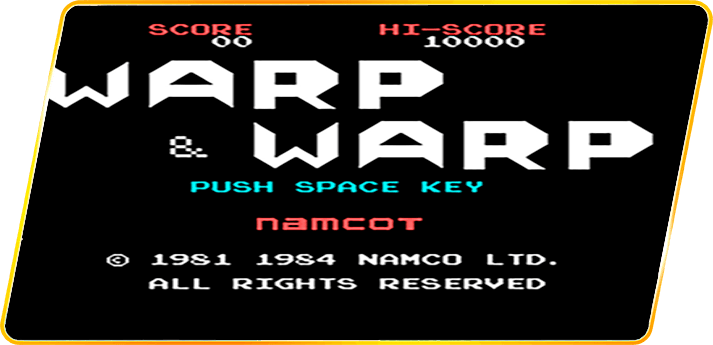 SCORE HI-SCORE
00 10000
WARP
& WARP
PUSH SPACE KEY
namcot
© 1981 1984 NAMCO LTD.
ALL RIGHTS RESERVED